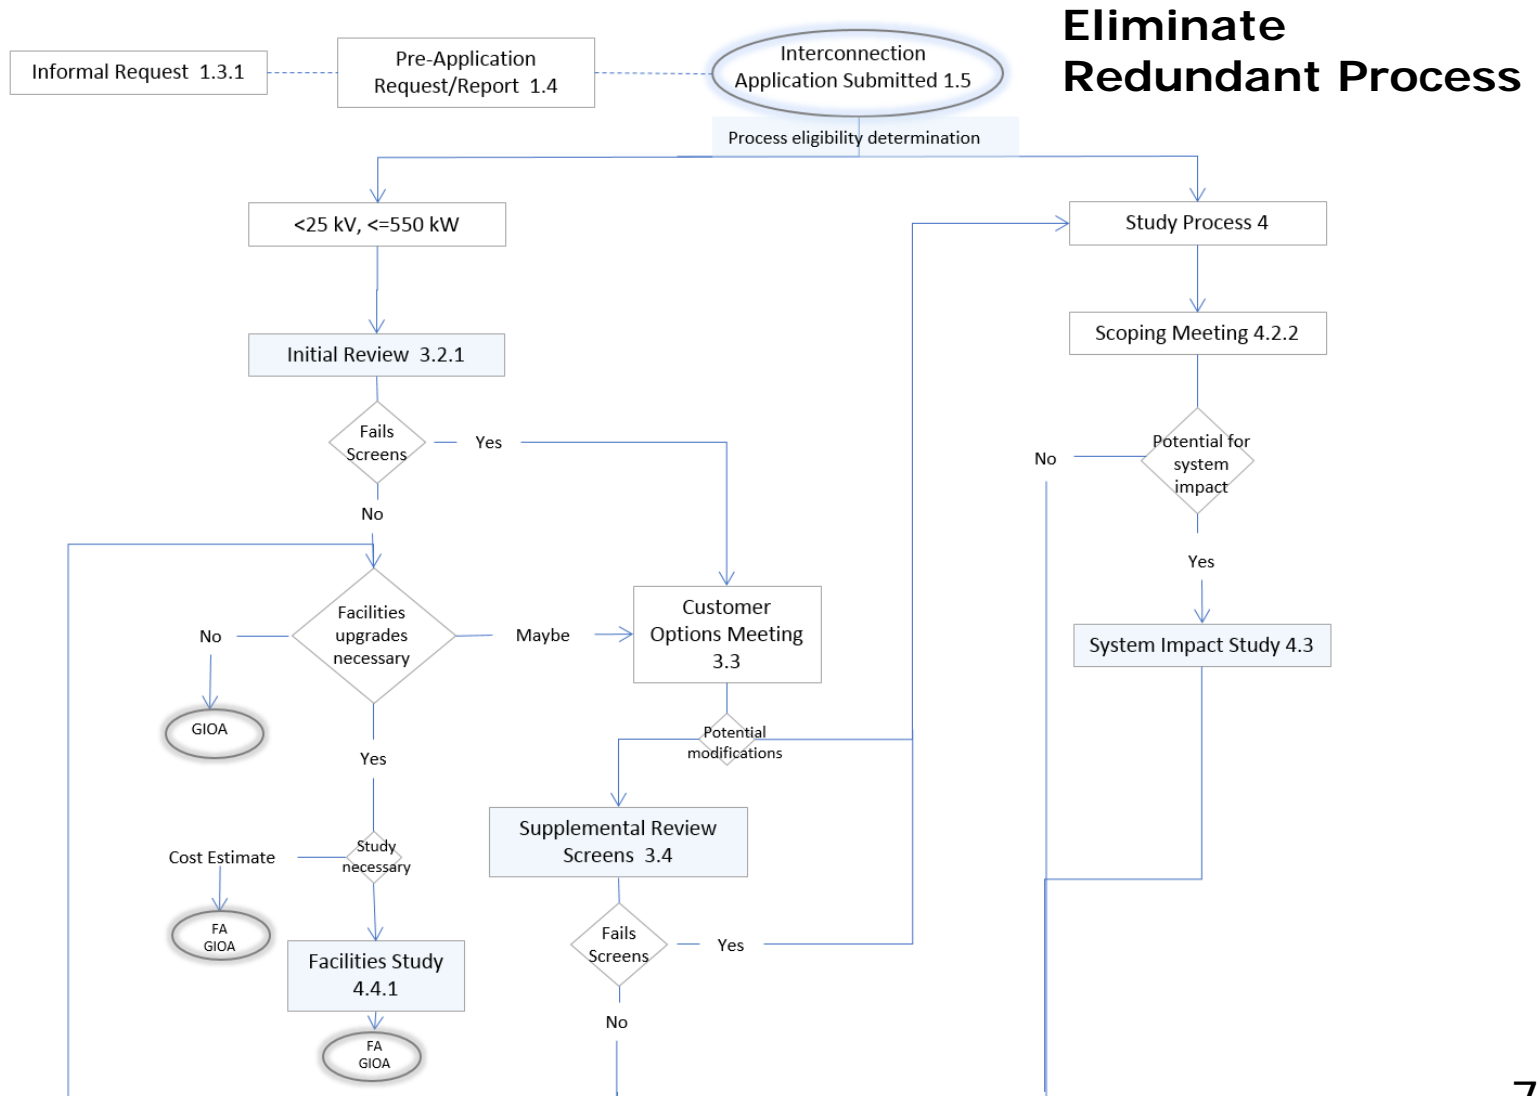 Eliminate
Redundant Process
Informal Request 1.3.1
Pre-Application
Request/Report 1.4
Interconnection
Application Submitted 1.5
Process eligibility determination
<25 kV, <=550 kW
Study Process 4
Initial Review 3.2.1
Scoping Meeting 4.2.2
Fails
Screens
Yes
No
Potential for
system
impact
No
Yes
Facilities
upgrades
necessary
No
Maybe
Customer
Options Meeting
3.3
System Impact Study 4.3
GIOA
Yes
Potential
modifications
Supplemental Review
Screens 3.4
Study
necessary
Cost Estimate
FA
GIOA
Facilities Study
4.4.1
Fails
Screens
Yes
No
FA
GIOA
7